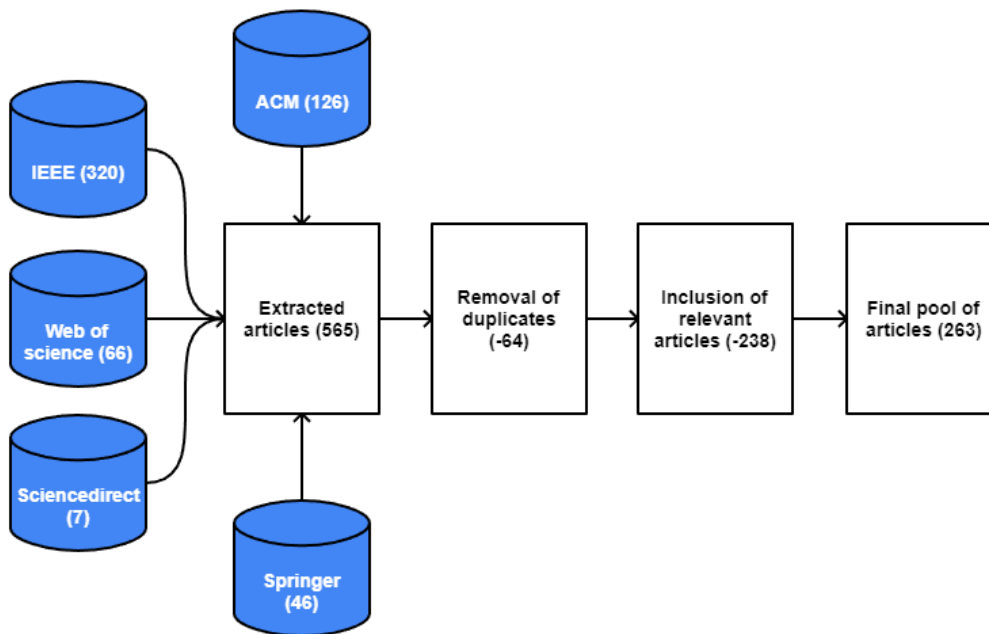 ACM (126)
IEEE (320)
Web of
science (66)
Sciencedirect
(7)
Springer
(46)
Extracted
articles (565)
Removal of
duplicates
(-64)
Inclusion of
relevant
articles (-238)
Final pool of
articles (263)